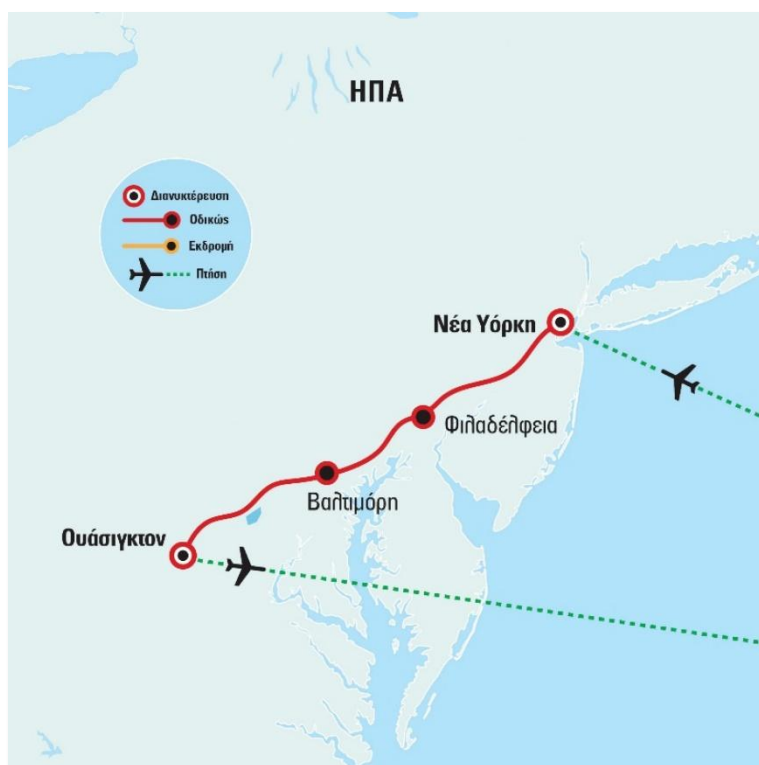 ΗΠΑ
Διανυκτέρευση
Οδικώς
Εκδρομή
Πτήση
Νέα Υόρκη
Φιλαδέλφεια
Βαλτιμόρη
Ουάσιγκτον